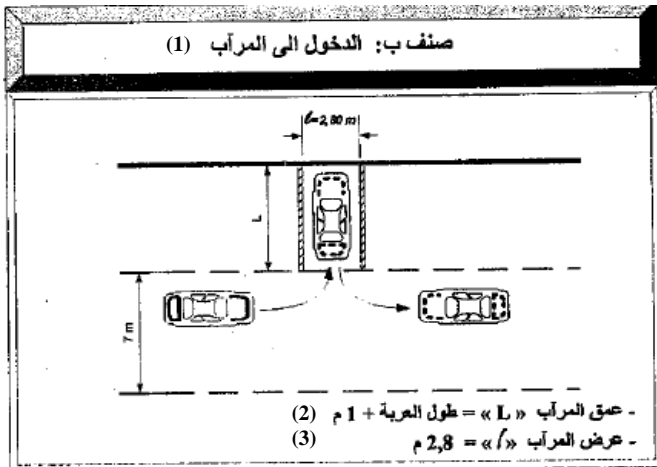 صنف ب: الدخول الى المرآب (1)
ℓ=2,80 m
L
7 m
- عمق المرآب « L » = طول العربة + 1 م (2)
- عرض المرآب « ℓ » = 2,8 م (3)